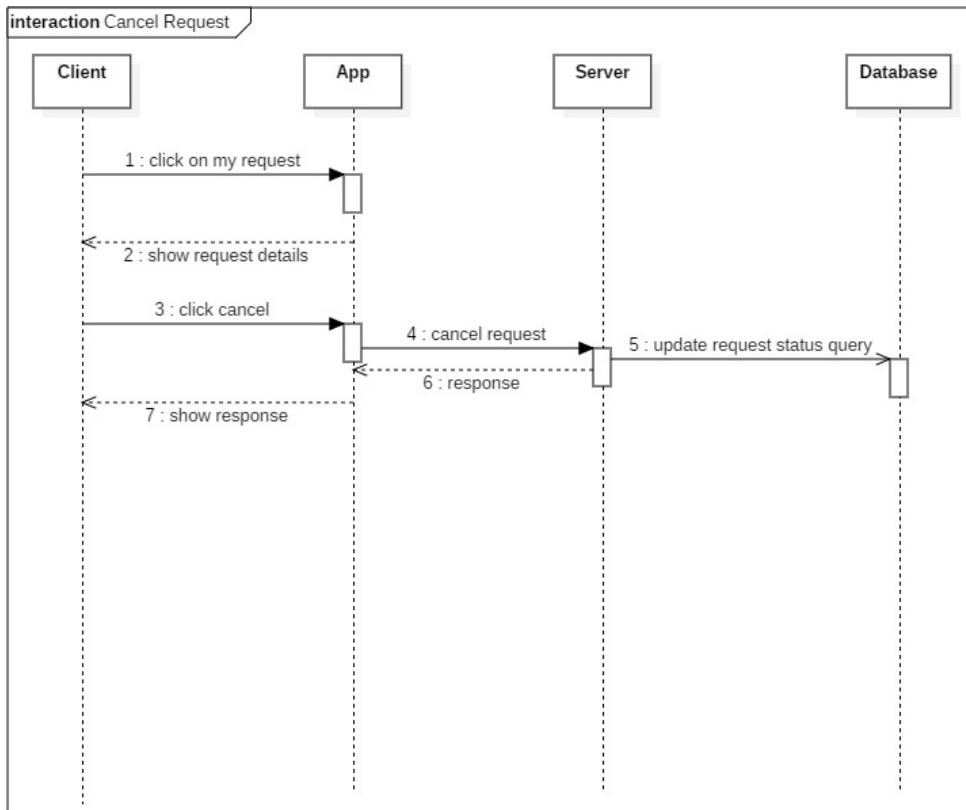 interaction Cancel Request
Client
App
Server
Database
1 : click on my request
2 : show request details
3 : click cancel
4 : cancel request
5 : update request status query
6 : response
7 : show response